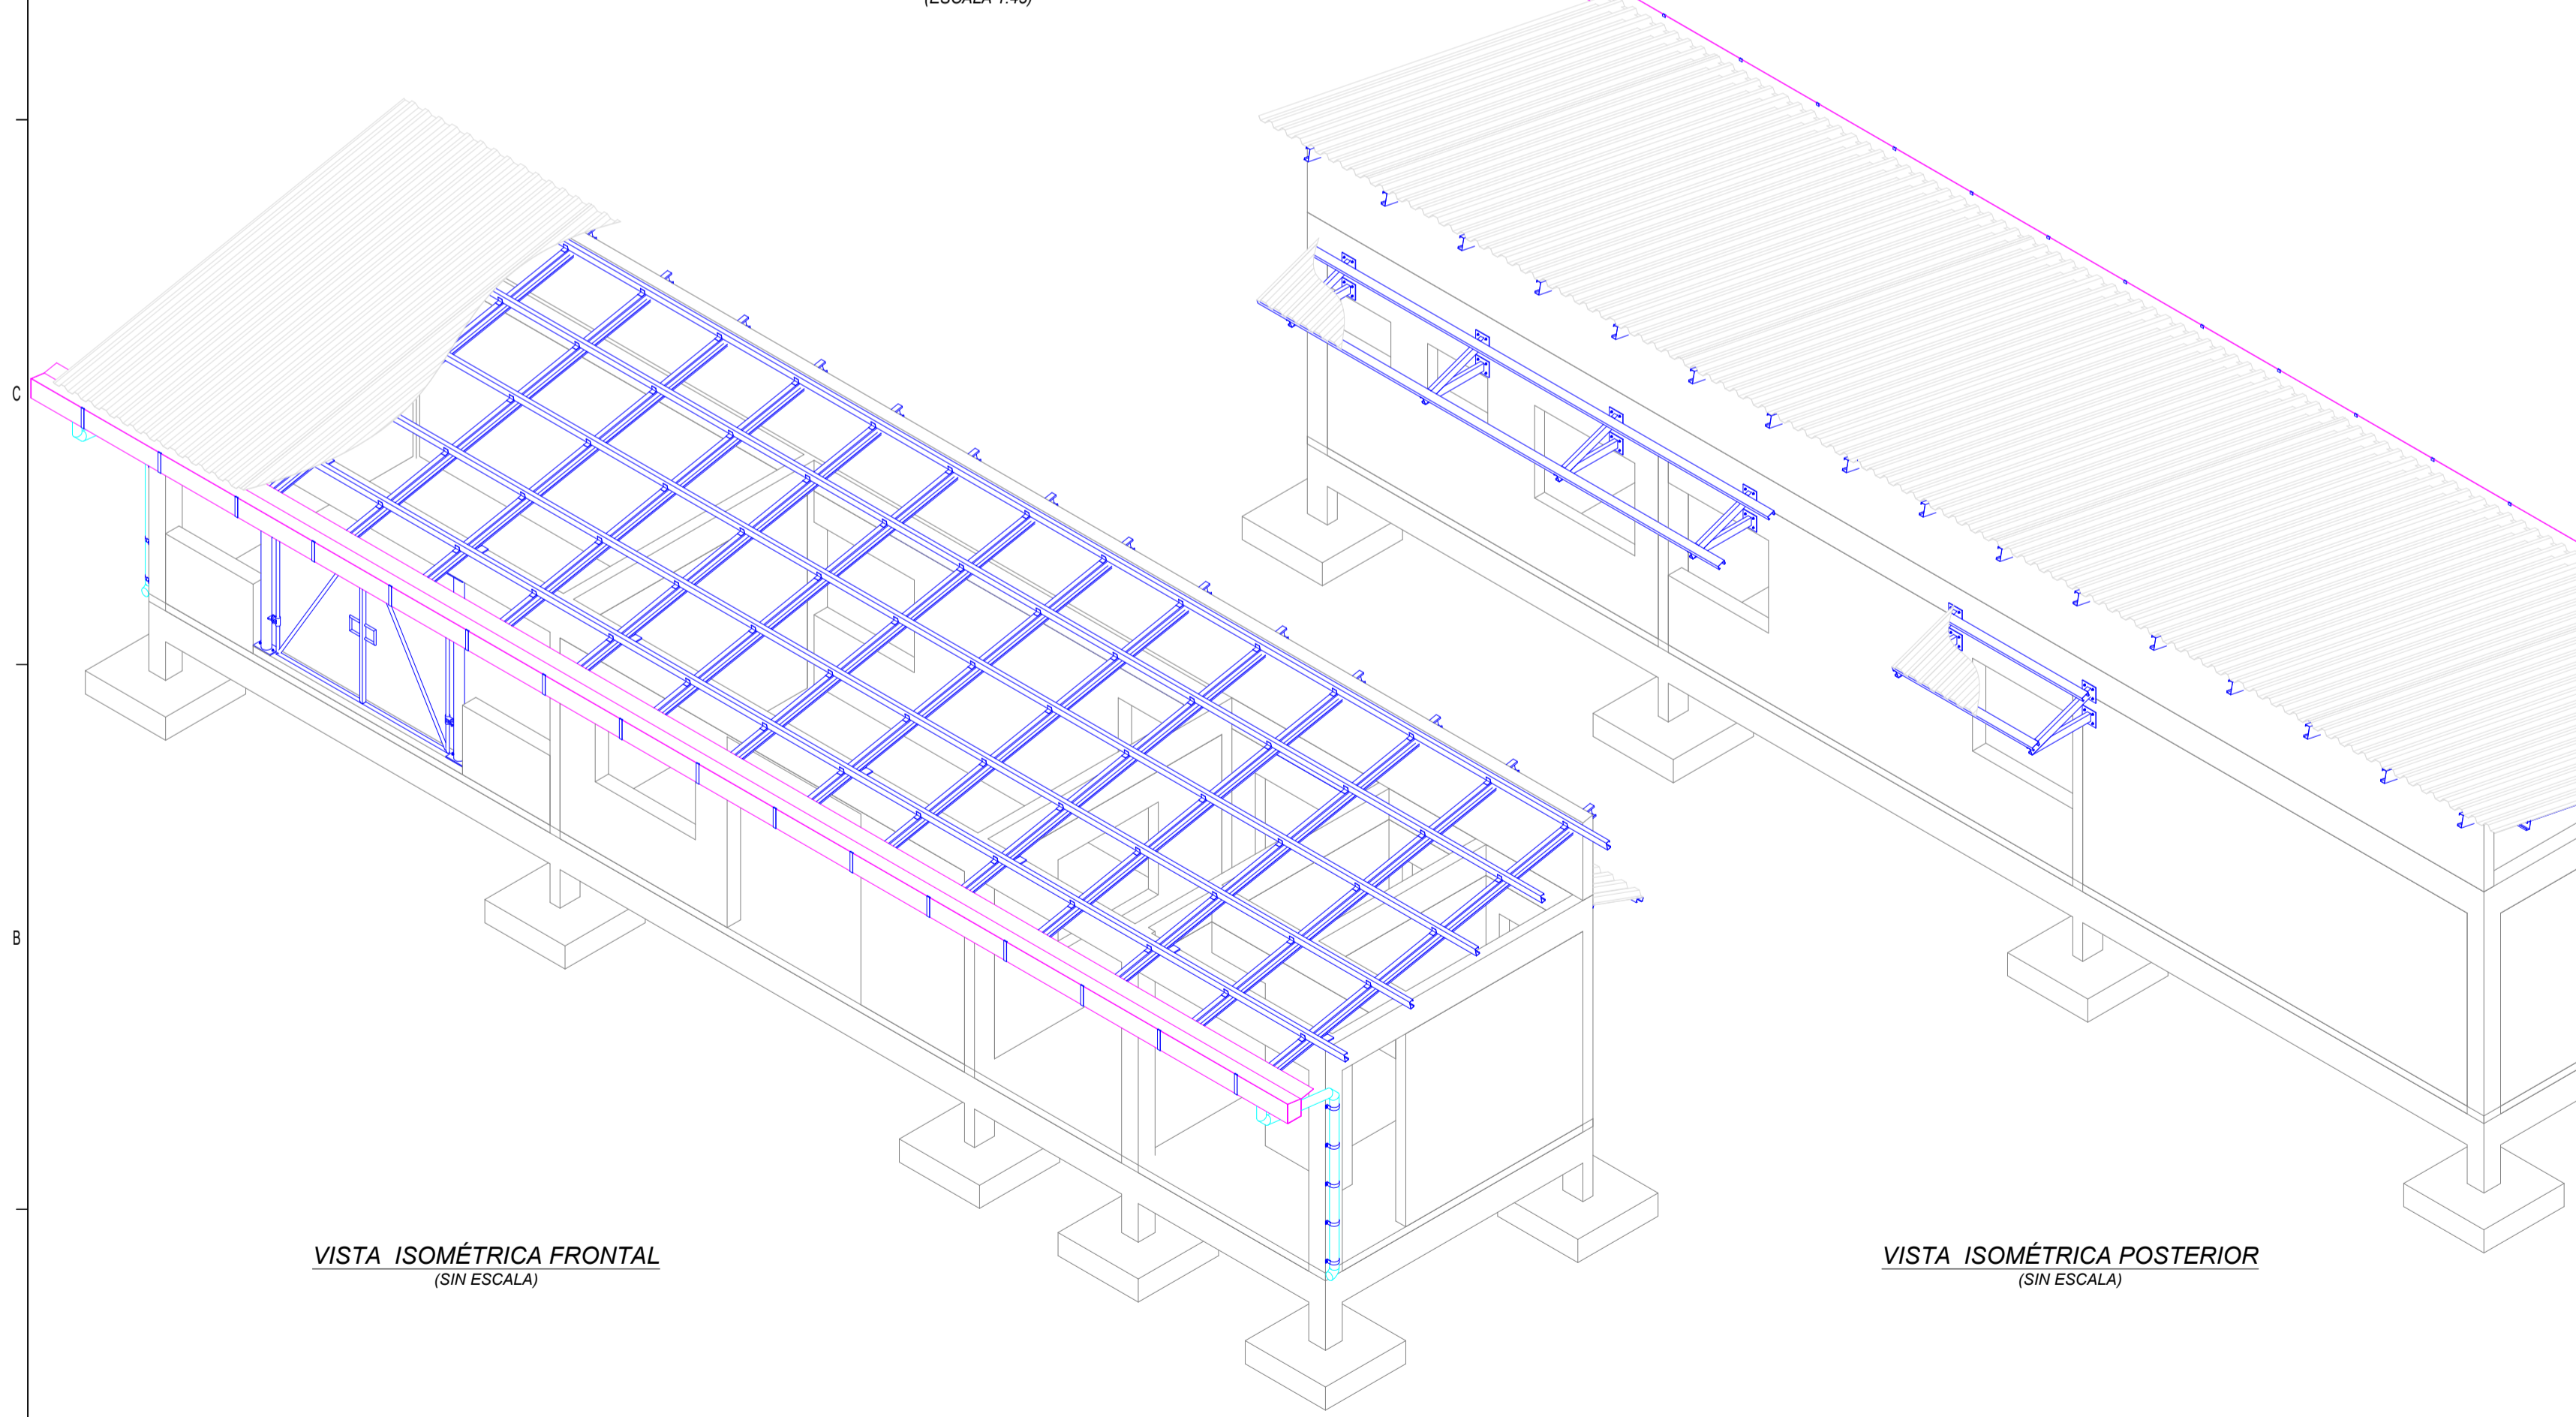 C
B
VISTA ISOMÉTRICA FRONTAL
(SIN ESCALA)
VISTA ISOMÉTRICA POSTERIOR
(SIN ESCALA)